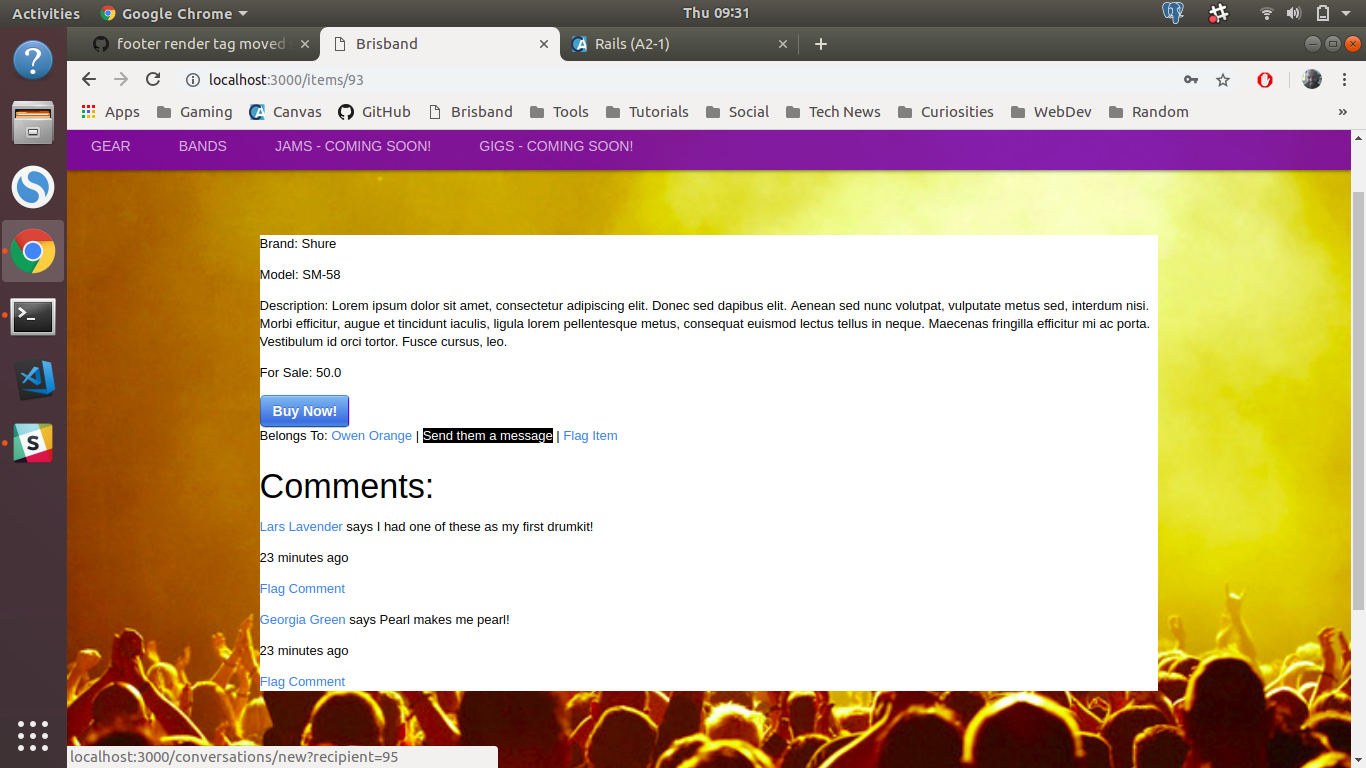 Activities Google Chrome Thu 09:31
footer render tag moved Brisband Rails (A2-1)
localhost:3000/items/93
Apps Gaming Canvas GitHub Brisband Tools Tutorials Social Tech News Curiosities WebDev Random »
GEAR BANDS JAMS - COMING SOON! GIGS - COMING SOON!
Brand: Shure
Model: SM-58
Description: Lorem ipsum dolor sit amet, consectetur adipiscing elit. Donec sed dapibus elit. Aenean sed nunc volutpat, vulputate metus sed, interdum nisi.
Morbi efficitur, augue et tincidunt iaculis, ligula lorem pellentesque metus, consequat euismod lectus tellus in neque. Maecenas fringilla efficitur mi ac porta.
Vestibulum id orci tortor. Fusce cursus, leo.
For Sale: 50.0
Buy Now!
Belongs To: Owen Orange | Send them a message | Flag Item
Comments:
Lars Lavender says I had one of these as my first drumkit!
23 minutes ago
Flag Comment
Georgia Green says Pearl makes me pearl!
23 minutes ago
Flag Comment
localhost:3000/conversations/new?recipient=95